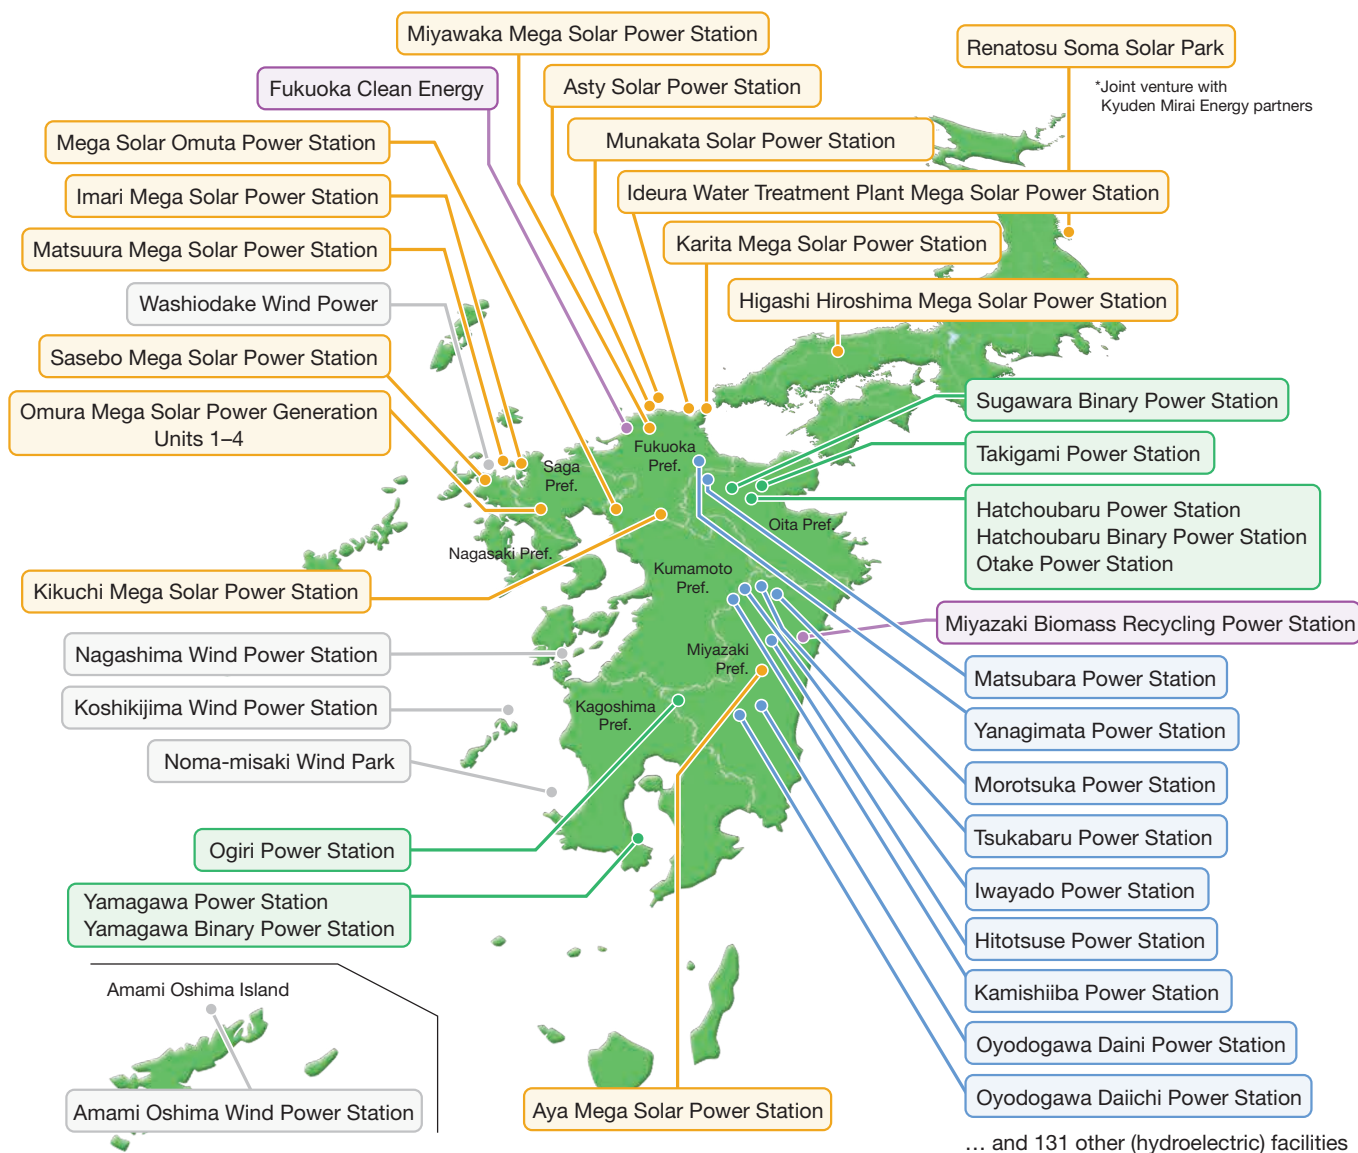 Miyawaka Mega Solar Power Station
Renatosu Soma Solar Park
*Joint venture with
Kyuden Mirai Energy partners
Fukuoka Clean Energy
Asty Solar Power Station
Mega Solar Omuta Power Station
Munakata Solar Power Station
Imari Mega Solar Power Station
Ideura Water Treatment Plant Mega Solar Power Station
Matsuura Mega Solar Power Station
Karita Mega Solar Power Station
Washiodake Wind Power
Higashi Hiroshima Mega Solar Power Station
Sasebo Mega Solar Power Station
Omura Mega Solar Power Generation
Units 1–4
Sugawara Binary Power Station
Takigami Power Station
Hatchoubaru Power Station
Hatchoubaru Binary Power Station
Otake Power Station
Fukuoka
Pref.
Saga
Pref.
Oita Pref.
Nagasaki Pref.
Kumamoto
Pref.
Kikuchi Mega Solar Power Station
Miyazaki Biomass Recycling Power Station
Nagashima Wind Power Station
Miyazaki
Pref.
Matsubara Power Station
Koshikijima Wind Power Station
Kagoshima
Pref.
Yanagimata Power Station
Noma-misaki Wind Park
Morotsuka Power Station
Tsukabaru Power Station
Ogiri Power Station
Iwayado Power Station
Yamagawa Power Station
Yamagawa Binary Power Station
Hitotsuse Power Station
Amami Oshima Island
Kamishiiba Power Station
Oyodogawa Daini Power Station
Oyodogawa Daiichi Power Station
Amami Oshima Wind Power Station
Aya Mega Solar Power Station
… and 131 other (hydroelectric) facilities